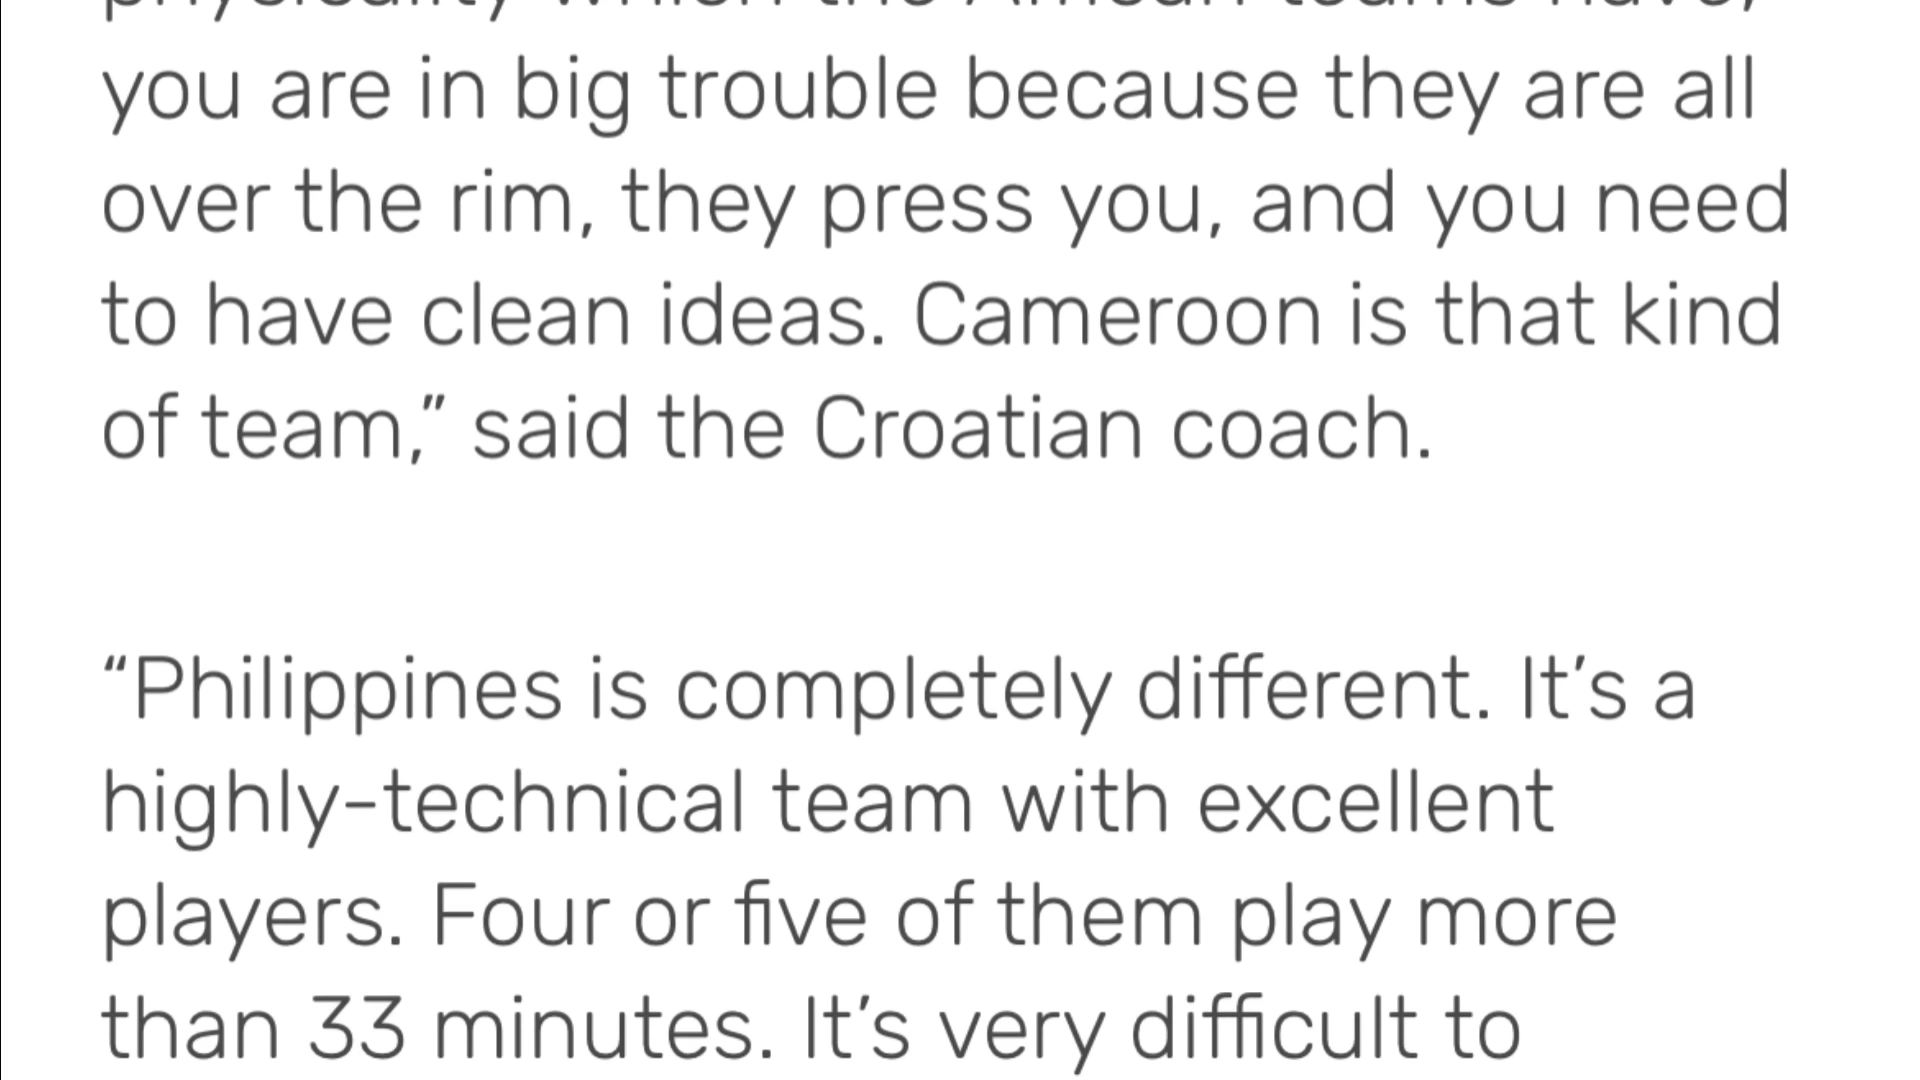 you are in big trouble because they are all
over the rim, they press you, and you need
to have clean ideas. Cameroon is that kind
of team,” said the Croatian coach.
“Philippines is completely different. It’s a
highly-technical team with excellent
players. Four or five of them play more
than 33 minutes. It’s very difficult to